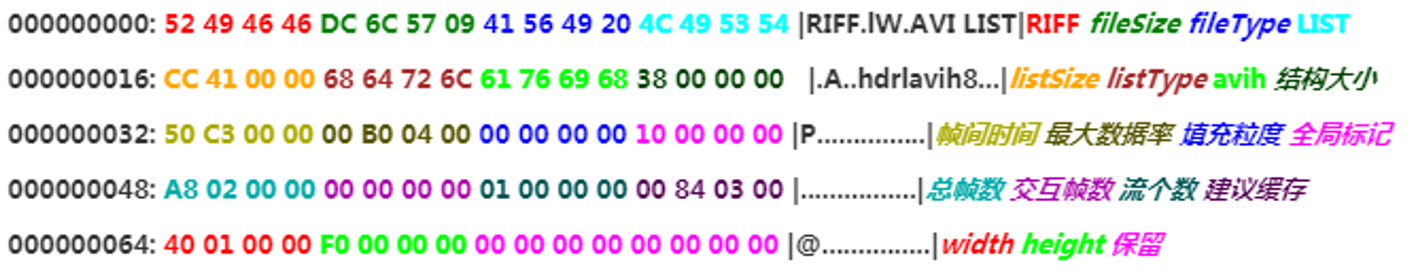 000000000: 52 49 46 46 DC 6C 57 09 41 56 49 20 4C 49 53 54 |RIFF.lW.AVI LIST|RIFF fileSize fileType LIST
000000016: CC 41 00 00 68 64 72 6C 61 76 69 68 38 00 00 00 |.A..hdrlavih8...|listSize listType avih 结构大小
000000032: 50 C3 00 00 00 B0 04 00 00 00 00 00 10 00 00 00 |P...............|帧间时间 最大数据率 填充粒度 全局标记
000000048: A8 02 00 00 00 00 00 00 01 00 00 00 00 84 03 00 |................|总帧数 交互帧数 流个数 建议缓存
000000064: 40 01 00 00 F0 00 00 00 00 00 00 00 00 00 00 00 |@...............|width height 保留